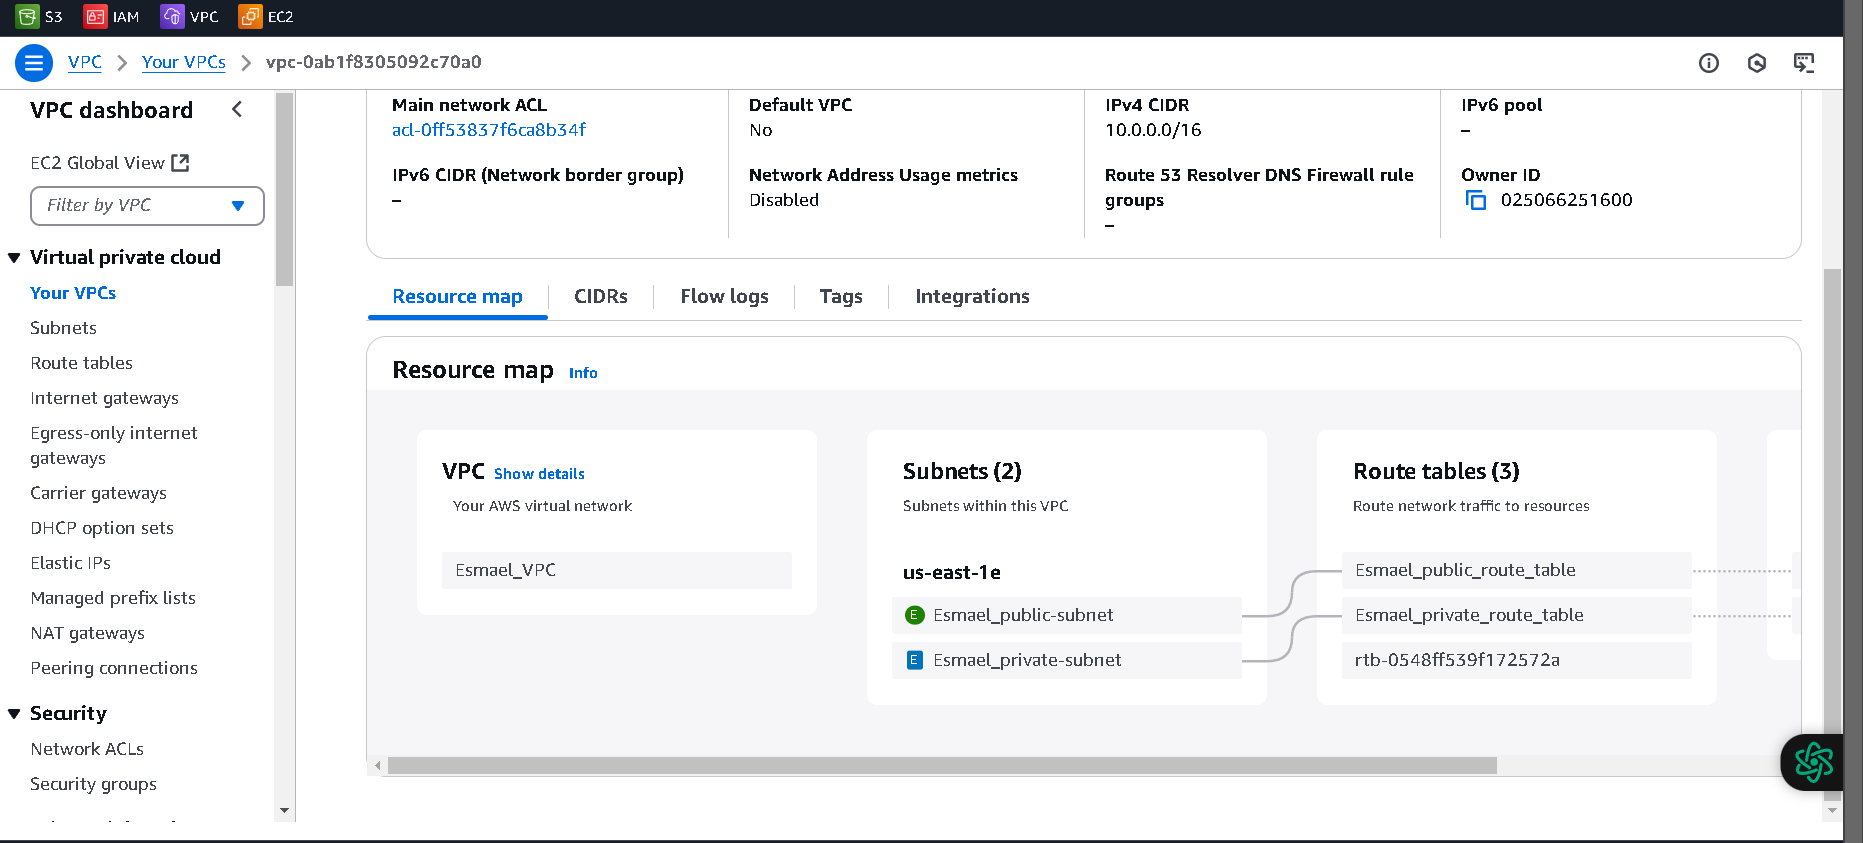 S3 IAM VPC EC2
VPC Your VPCs vpc-0ab1f8305092c70a0
VPC dashboard
EC2 Global View
Filter by VPC
Virtual private cloud
Your VPCs
Subnets
Route tables
Internet gateways
Egress-only internet
gateways
Carrier gateways
DHCP option sets
Elastic IPs
Managed prefix lists
NAT gateways
Peering connections
Security
Network ACLs
Security groups
Main network ACL
acl-0ff53837f6ca8b34f
Default VPC
No
IPv4 CIDR
10.0.0.0/16
IPv6 pool
–
IPv6 CIDR (Network border group)
–
Network Address Usage metrics
Disabled
Route 53 Resolver DNS Firewall rule
groups
–
Owner ID
025066251600
Resource map CIDRs Flow logs Tags Integrations
Resource map Info
VPC Show details
Your AWS virtual network
Esmael_VPC
Subnets (2)
Subnets within this VPC
us-east-1e
E Esmael_public-subnet
E Esmael_private-subnet
Route tables (3)
Route network traffic to resources
Esmael_public_route_table
Esmael_private_route_table
rtb-0548ff539f172572a